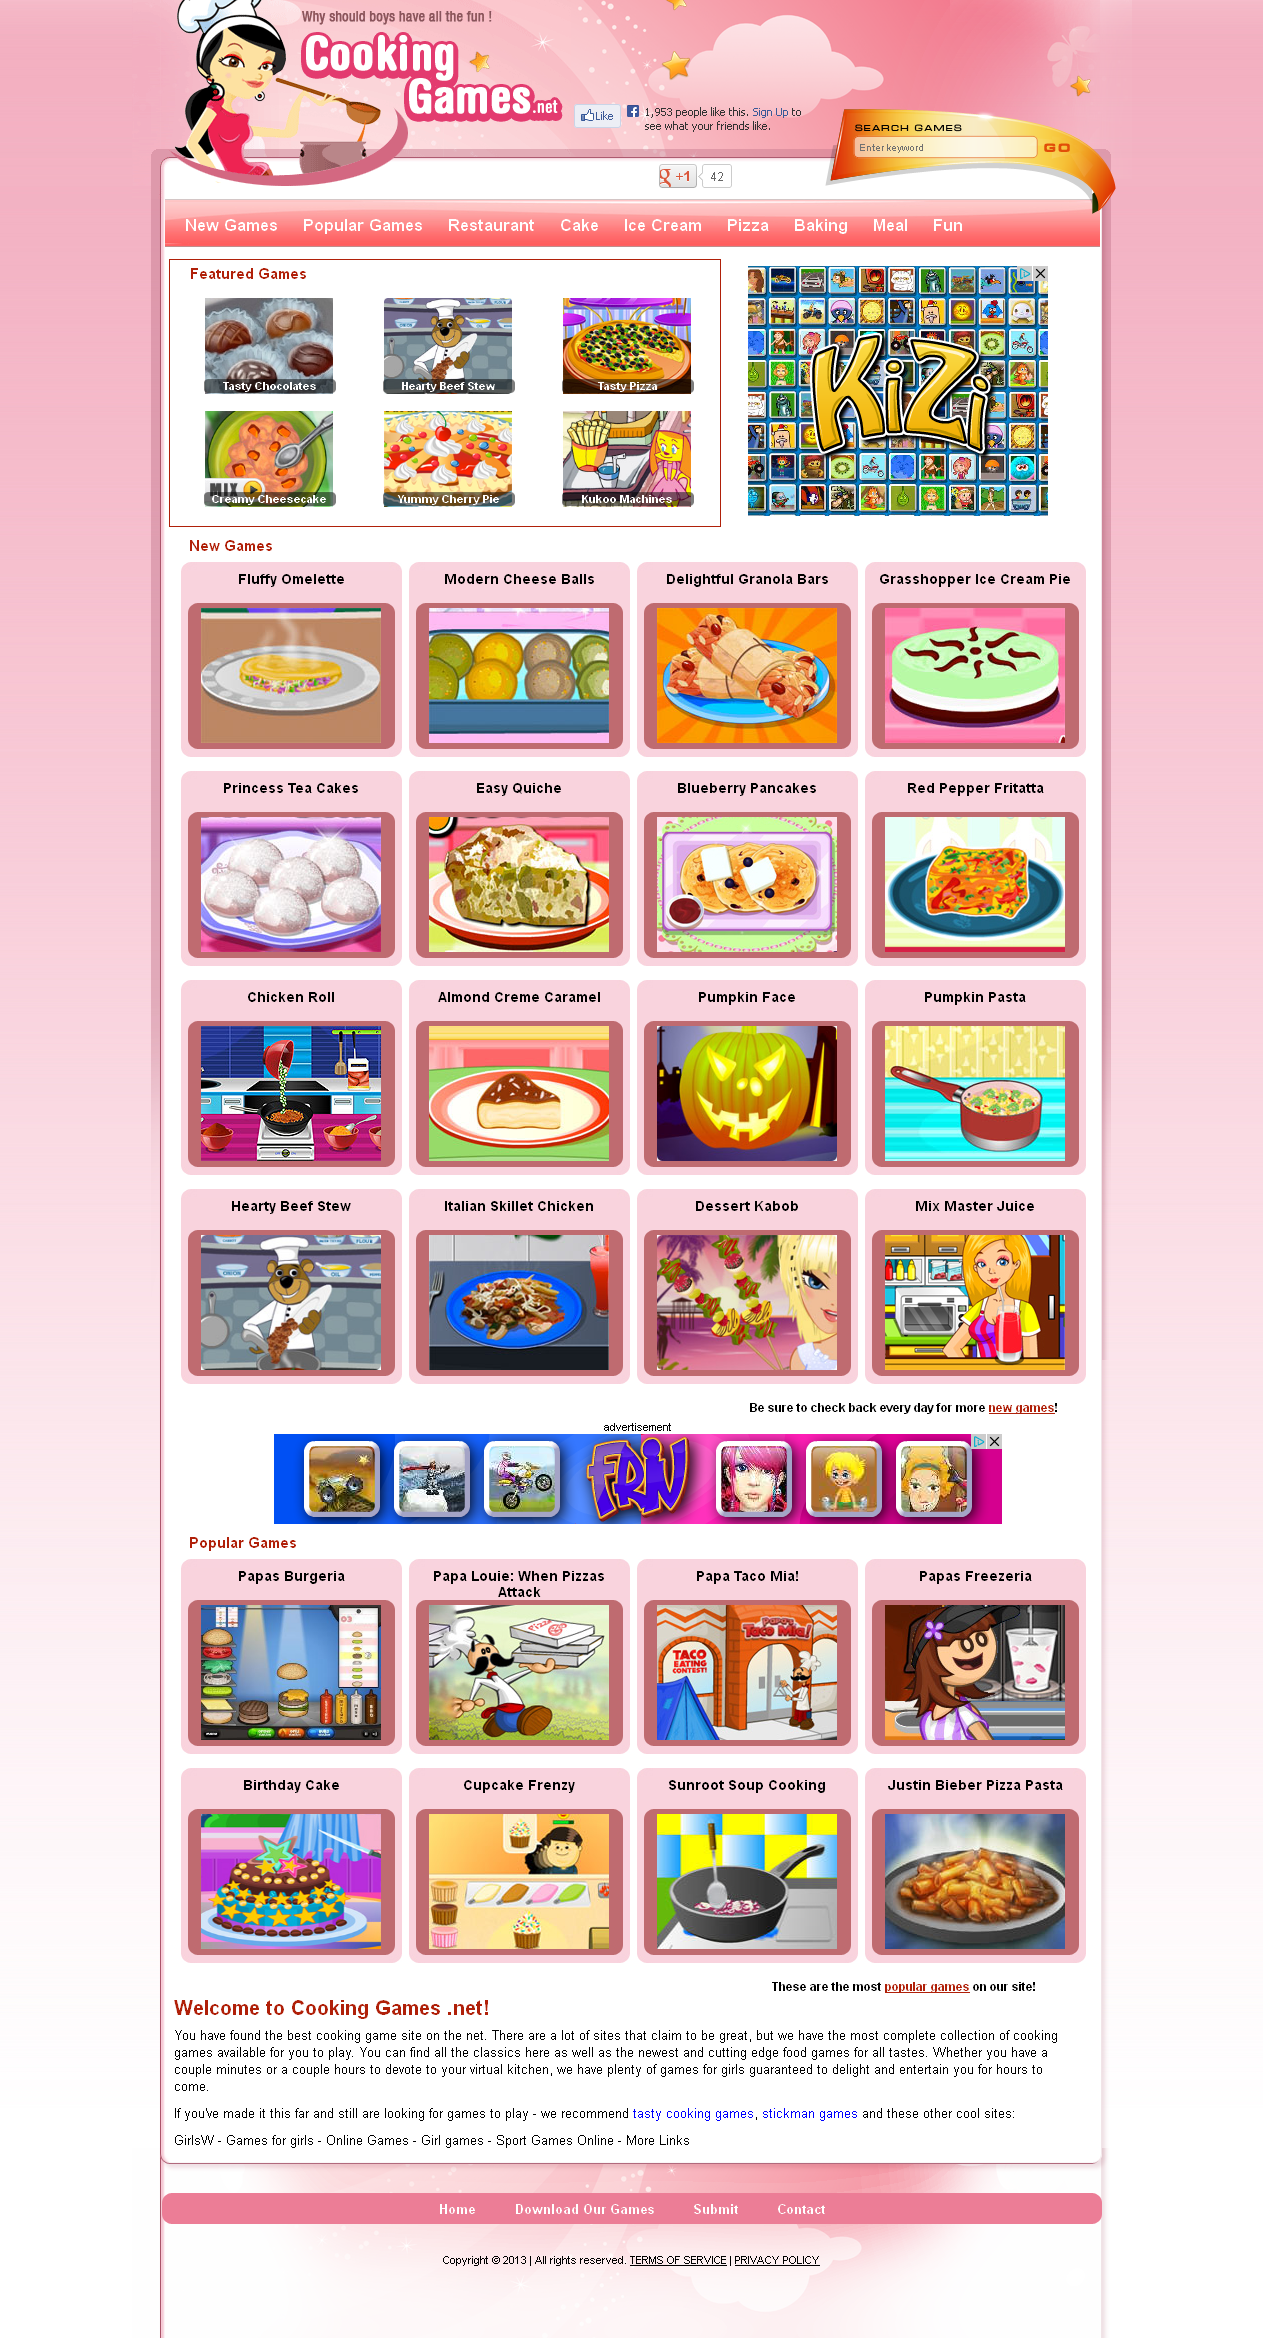 Why should boys have all the fun !
Cooking
Games.net
Like
1,953 people like this. Sign Up to
see what your friends like.
SEARCH GAMES
Enter keyword
GO
g +1
42
New Games Popular Games Restaurant Cake Ice Cream Pizza Baking Meal Fun
Featured Games
Tasty Chocolates
Hearty Beef Stew
Tasty Pizza
KiZi
MIX
Creamy Cheesecake
Yummy Cherry Pie
Kukoo Machines
New Games
Fluffy Omelette
Modern Cheese Balls
Delightful Granola Bars
Grasshopper Ice Cream Pie
Princess Tea Cakes
Easy Quiche
Blueberry Pancakes
Red Pepper Fritatta
Chicken Roll
Almond Creme Caramel
Pumpkin Face
Pumpkin Pasta
Hearty Beef Stew
Italian Skillet Chicken
Dessert Kabob
Mix Master Juice
Be sure to check back every day for more new games!
advertisement
FRIV
Popular Games
Papas Burgeria
Papa Louie: When Pizzas
Attack
Papa Taco Mia!
Papas Freezeria
Pizza
Papa's
Taco Mia!
TACO
EATING
CONTEST!
Birthday Cake
Cupcake Frenzy
Sunroot Soup Cooking
Justin Bieber Pizza Pasta
These are the most popular games on our site!
Welcome to Cooking Games .net!
You have found the best cooking game site on the net. There are a lot of sites that claim to be great, but we have the most complete collection of cooking
games available for you to play. You can find all the classics here as well as the newest and cutting edge food games for all tastes. Whether you have a
couple minutes or a couple hours to devote to your virtual kitchen, we have plenty of games for girls guaranteed to delight and entertain you for hours to
come.
If you've made it this far and still are looking for games to play - we recommend tasty cooking games, stickman games and these other cool sites:
GirlsW - Games for girls - Online Games - Girl games - Sport Games Online - More Links
Home Download Our Games Submit Contact
Copyright © 2013 | All rights reserved. TERMS OF SERVICE | PRIVACY POLICY